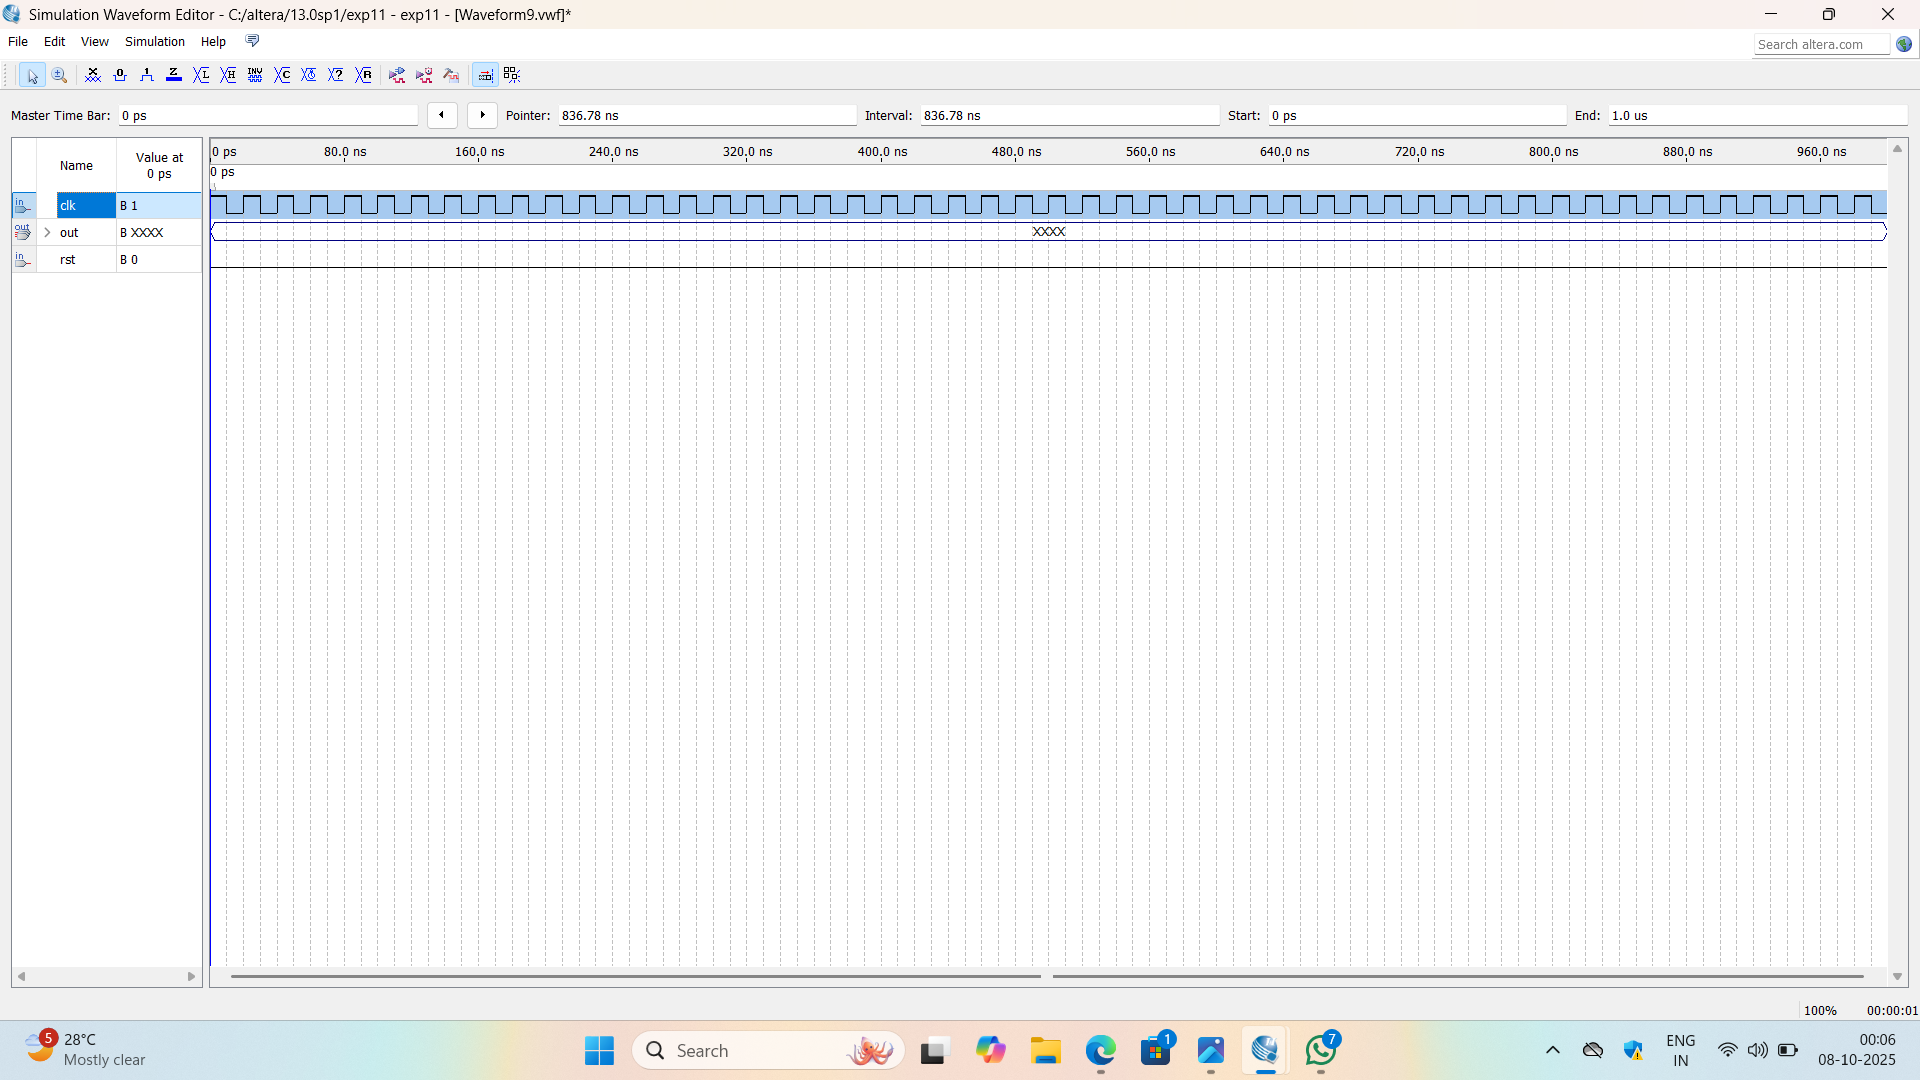 Simulation Waveform Editor - C:/altera/13.0sp1/exp11 - exp11 - [Waveform9.vwf]*
File Edit View Simulation Help
Search altera.com
Master Time Bar: 0 ps Pointer: 836.78 ns Interval: 836.78 ns Start: 0 ps End: 1.0 us
Name Value at 0 ps
0 ps 80.0 ns 160.0 ns 240.0 ns 320.0 ns 400.0 ns 480.0 ns 560.0 ns 640.0 ns 720.0 ns 800.0 ns 880.0 ns 960.0 ns
0 ps
in clk B 1
out out B XXXX XXXX
in rst B 0
100% 00:00:01
5 28°C
Mostly clear
Search
1
7
ENG
IN
00:06
08-10-2025